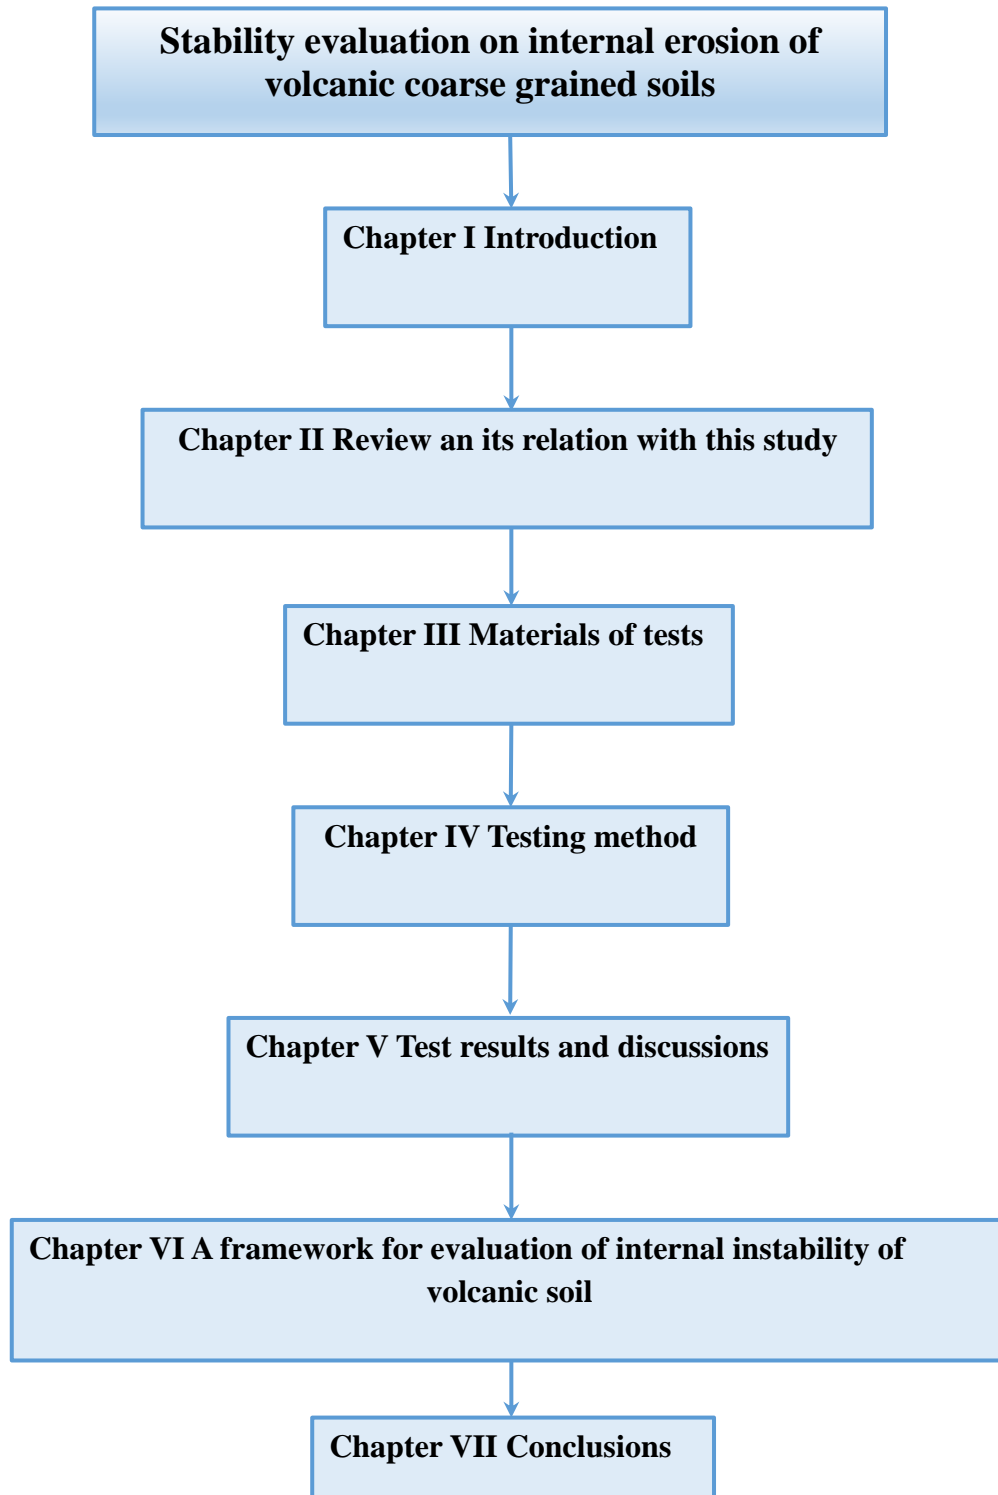 Stability evaluation on internal erosion of
volcanic coarse grained soils
Chapter I Introduction
Chapter II Review an its relation with this study
Chapter III Materials of tests
Chapter IV Testing method
Chapter V Test results and discussions
Chapter VI A framework for evaluation of internal instability of
volcanic soil
Chapter VII Conclusions